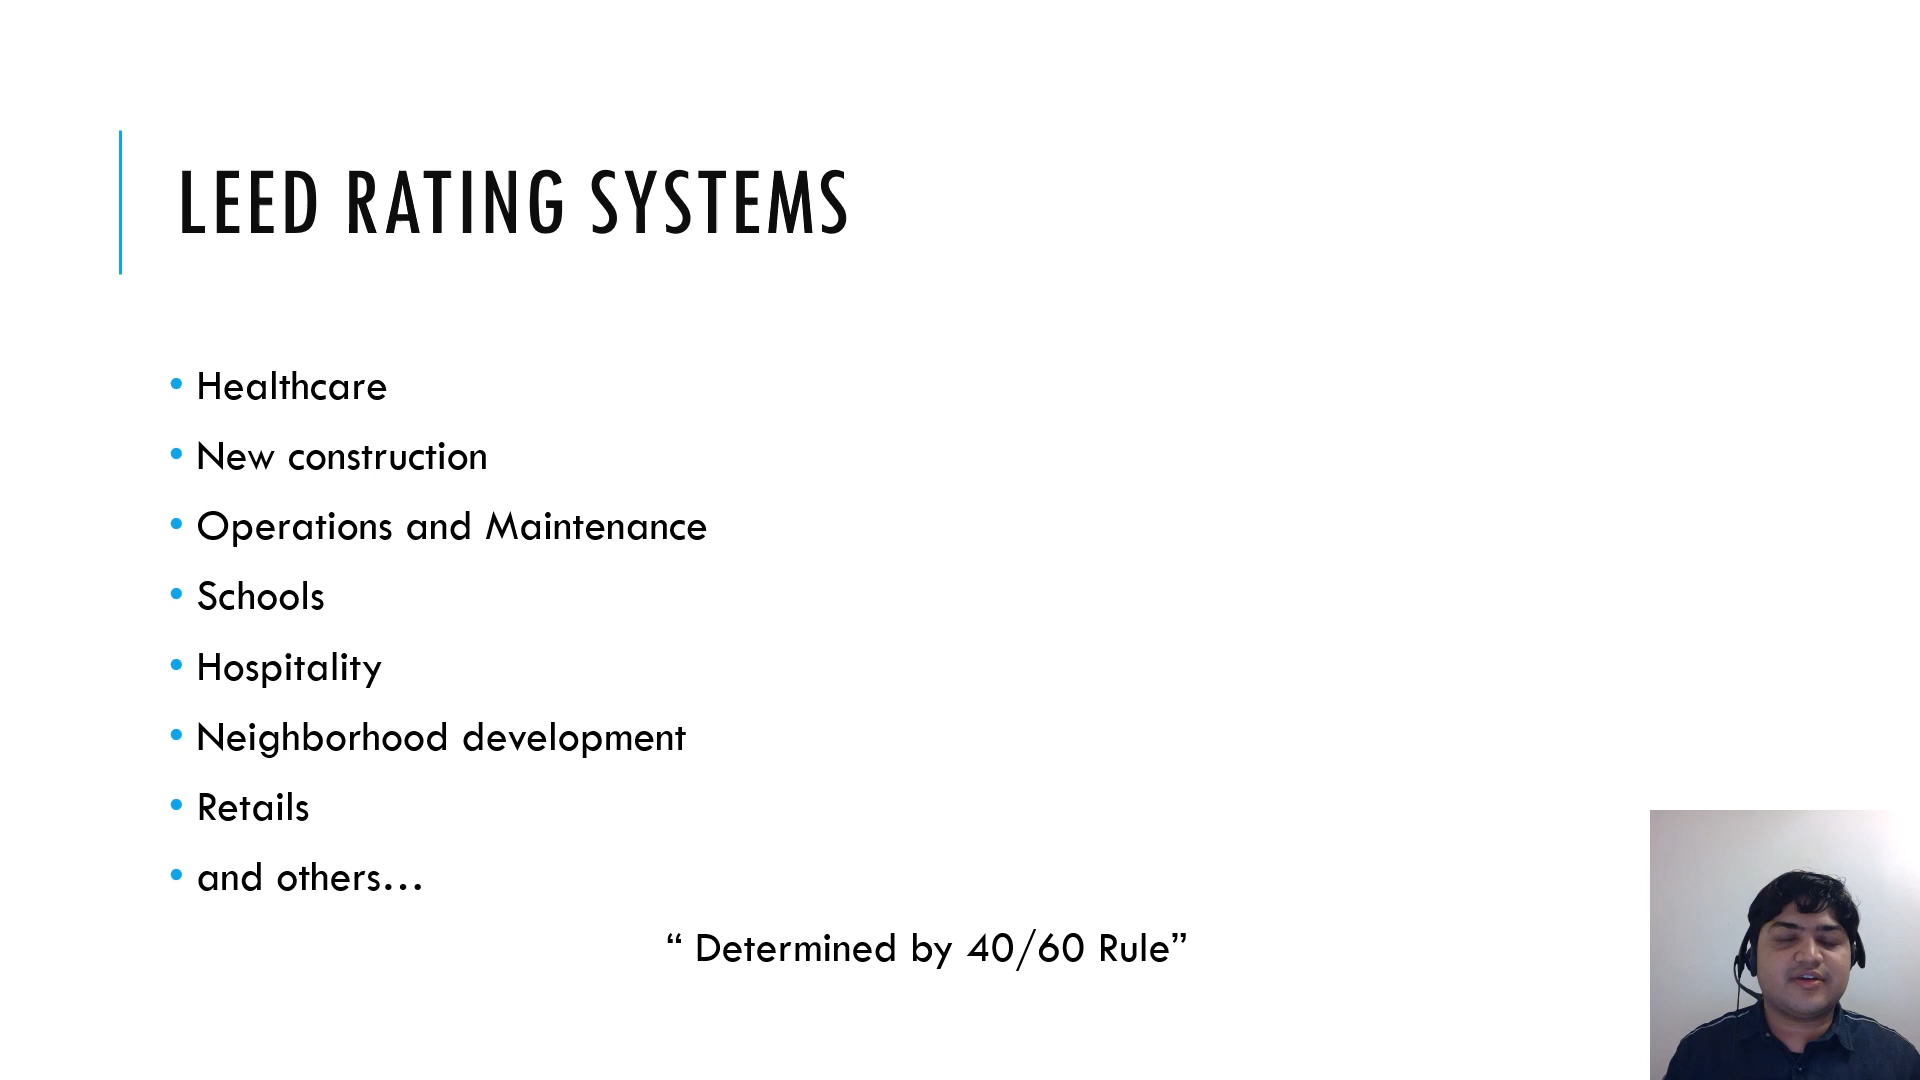 LEED RATING SYSTEMS
• Healthcare
• New construction
• Operations and Maintenance
• Schools
• Hospitality
• Neighborhood development
• Retails
• and others...
“ Determined by 40/60 Rule”